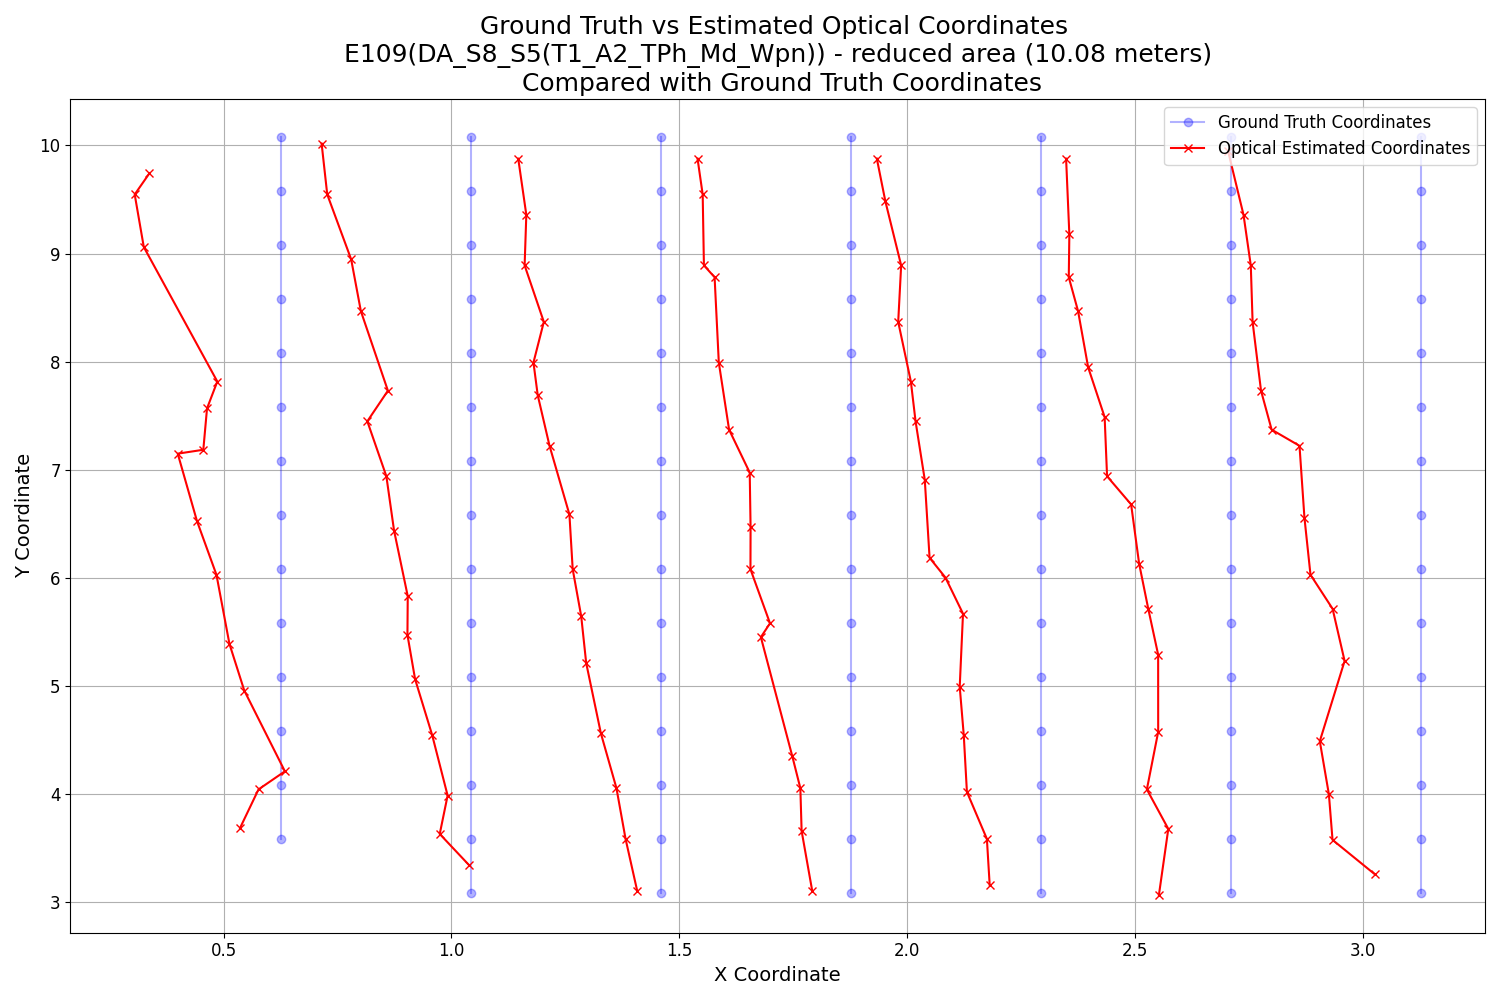 Ground Truth vs Estimated Optical Coordinates
E109(DA_S8_S5(T1_A2_TPh_Md_Wpn)) - reduced area (10.08 meters)
Compared with Ground Truth Coordinates
Ground Truth Coordinates
Optical Estimated Coordinates
Y Coordinate
10
9
8
7
6
5
4
3
0.5 1.0 1.5 2.0 2.5 3.0
X Coordinate